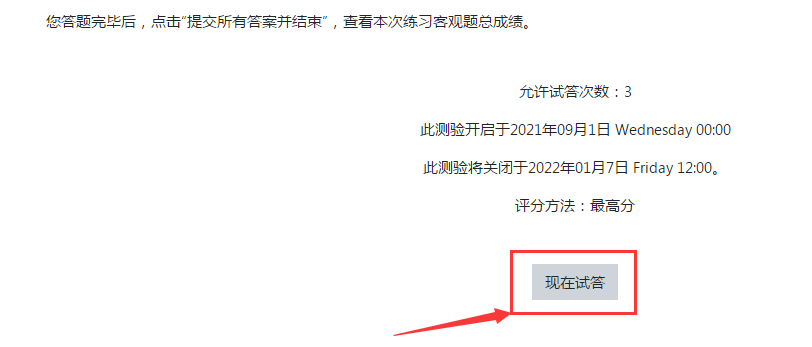 您答题完毕后，点击“提交所有答案并结束”，查看本次练习客观题总成绩。
允许试答次数：3
此测验开启于2021年09月1日 Wednesday 00:00
此测验将关闭于2022年01月7日 Friday 12:00。
评分方法：最高分
现在试答